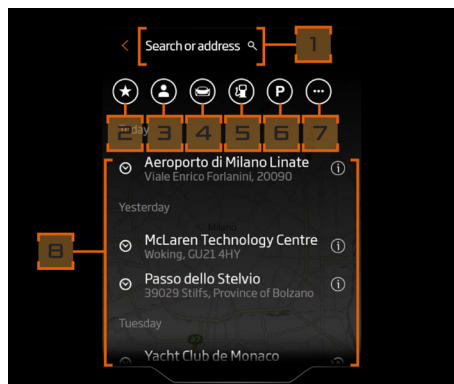 Search or address
1
2
3
4
5
6
7
P
Today
Aeroporto di Milano Linate
Viale Enrico Forlanini, 20090
Yesterday
Milano
8
McLaren Technology Centre
Woking, GU21 4HY
Passo dello Stelvio
39029 Stilfs, Province of Bolzano
Tuesday
Yacht Club de Monaco